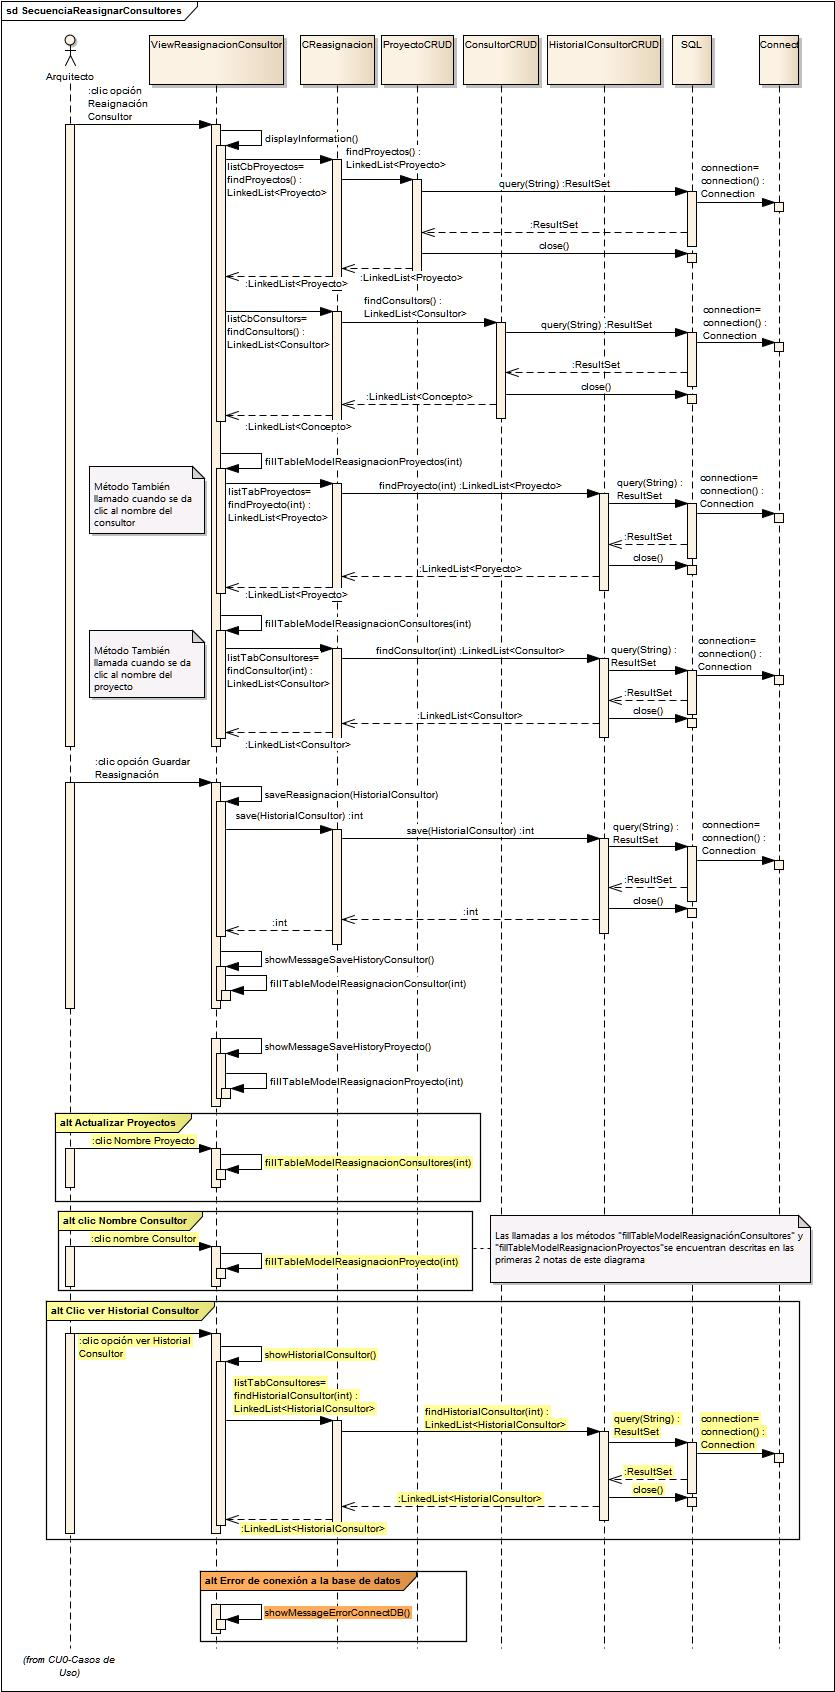 sd SecuenciaReasignarConsultores
Arquitecto
ViewReasignacionConsultor
CReasignacion
ProyectoCRUD
ConsultorCRUD
HistorialConsultorCRUD
SQL
Connect
:clic opción
Reaignación
Consultor
displayInformation()
listCbProyectos=
findProyectos() :
LinkedList<Proyecto>
findProyectos() :
LinkedList<Proyecto>
query(String) :ResultSet
connection=
connection() :
Connection
:ResultSet
close()
:LinkedList<Proyecto>
:LinkedList<Proyecto>
listCbConsultors=
findConsultors() :
LinkedList<Consultor>
findConsultors() :
LinkedList<Consultor>
query(String) :ResultSet
connection=
connection() :
Connection
:ResultSet
close()
:LinkedList<Concepto>
:LinkedList<Concepto>
fillTableModelReasignacionProyectos(int)
Método También
llamado cuando se da
clic al nombre del
consultor
listTabProyectos=
findProyecto(int) :
LinkedList<Proyecto>
findProyecto(int) :LinkedList<Proyecto>
query(String) :
ResultSet
connection=
connection() :
Connection
:ResultSet
close()
:LinkedList<Poryecto>
:LinkedList<Proyecto>
fillTableModelReasignacionConsultores(int)
Método También
llamada cuando se da
clic al nombre del
proyecto
listTabConsultores=
findConsultor(int) :
LinkedList<Consultor>
findConsultor(int) :LinkedList<Consultor>
query(String) :
ResultSet
connection=
connection() :
Connection
:ResultSet
close()
:LinkedList<Consultor>
:LinkedList<Consultor>
:clic opción Guardar
Reasignación
saveReasignacion(HistorialConsultor)
save(HistorialConsultor) :int
save(HistorialConsultor) :int
query(String) :
ResultSet
connection=
connection() :
Connection
:ResultSet
close()
:int
:int
showMessageSaveHistoryConsultor()
fillTableModelReasignacionConsultor(int)
showMessageSaveHistoryProyecto()
fillTableModelReasignacionProyecto(int)
alt Actualizar Proyectos
:clic Nombre Proyecto
fillTableModelReasignacionConsultores(int)
alt clic Nombre Consultor
:clic nombre Consultor
fillTableModelReasignacionProyecto(int)
Las llamadas a los métodos "fillTableModelReasignaciónConsultores" y
"fillTableModelReasignacionProyectos"se encuentran descritas en las
primeras 2 notas de este diagrama
alt Clic ver Historial Consultor
:clic opción ver Historial
Consultor
showHistorialConsultor()
listTabConsultores=
findHistorialConsultor(int) :
LinkedList<HistorialConsultor>
findHistorialConsultor(int) :
LinkedList<HistorialConsultor>
query(String) :
ResultSet
connection=
connection() :
Connection
:ResultSet
close()
:LinkedList<HistorialConsultor>
:LinkedList<HistorialConsultor>
alt Error de conexión a la base de datos
showMessageErrorConnectDB()
(from CU0-Casos de
Uso)